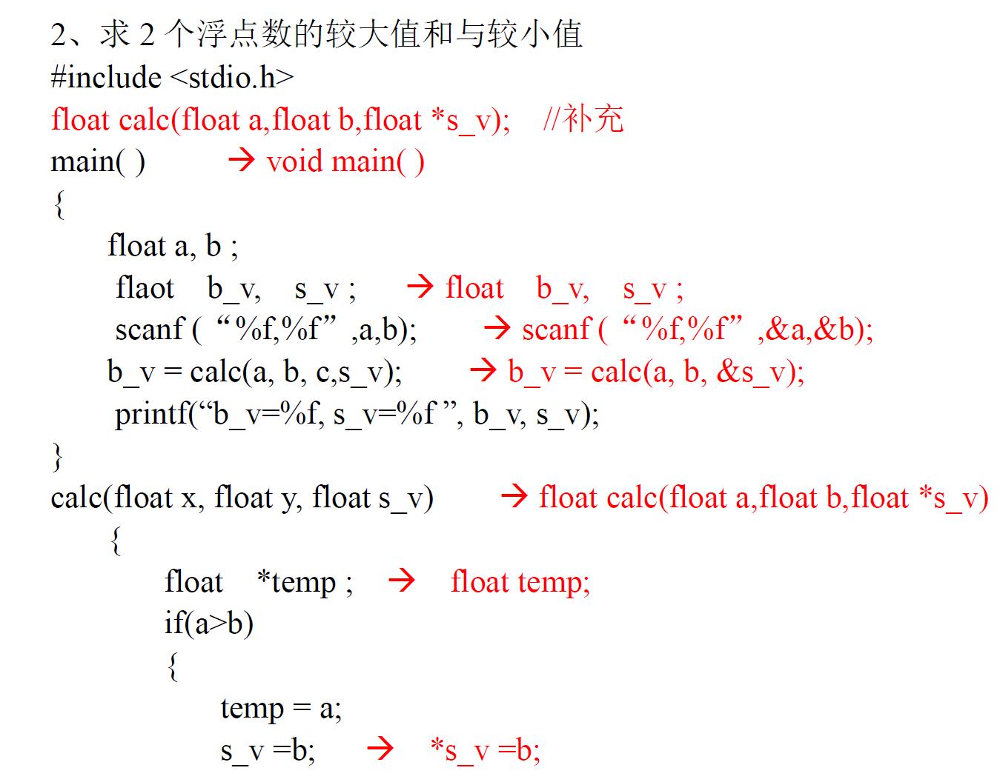 2、求 2 个浮点数的较大值和与较小值
#include <stdio.h>
float calc(float a,float b,float *s_v); //补充
main( ) → void main( )
{
float a, b ;
flaot b_v, s_v ; → float b_v, s_v ;
scanf (“%f,%f” ,a,b); → scanf (“%f,%f” ,&a,&b);
b_v = calc(a, b, c,s_v); → b_v = calc(a, b, &s_v);
printf(“b_v=%f, s_v=%f ”, b_v, s_v);
}
calc(float x, float y, float s_v) → float calc(float a,float b,float *s_v)
{
float *temp ; → float temp;
if(a>b)
{
temp = a;
s_v =b; → *s_v =b;